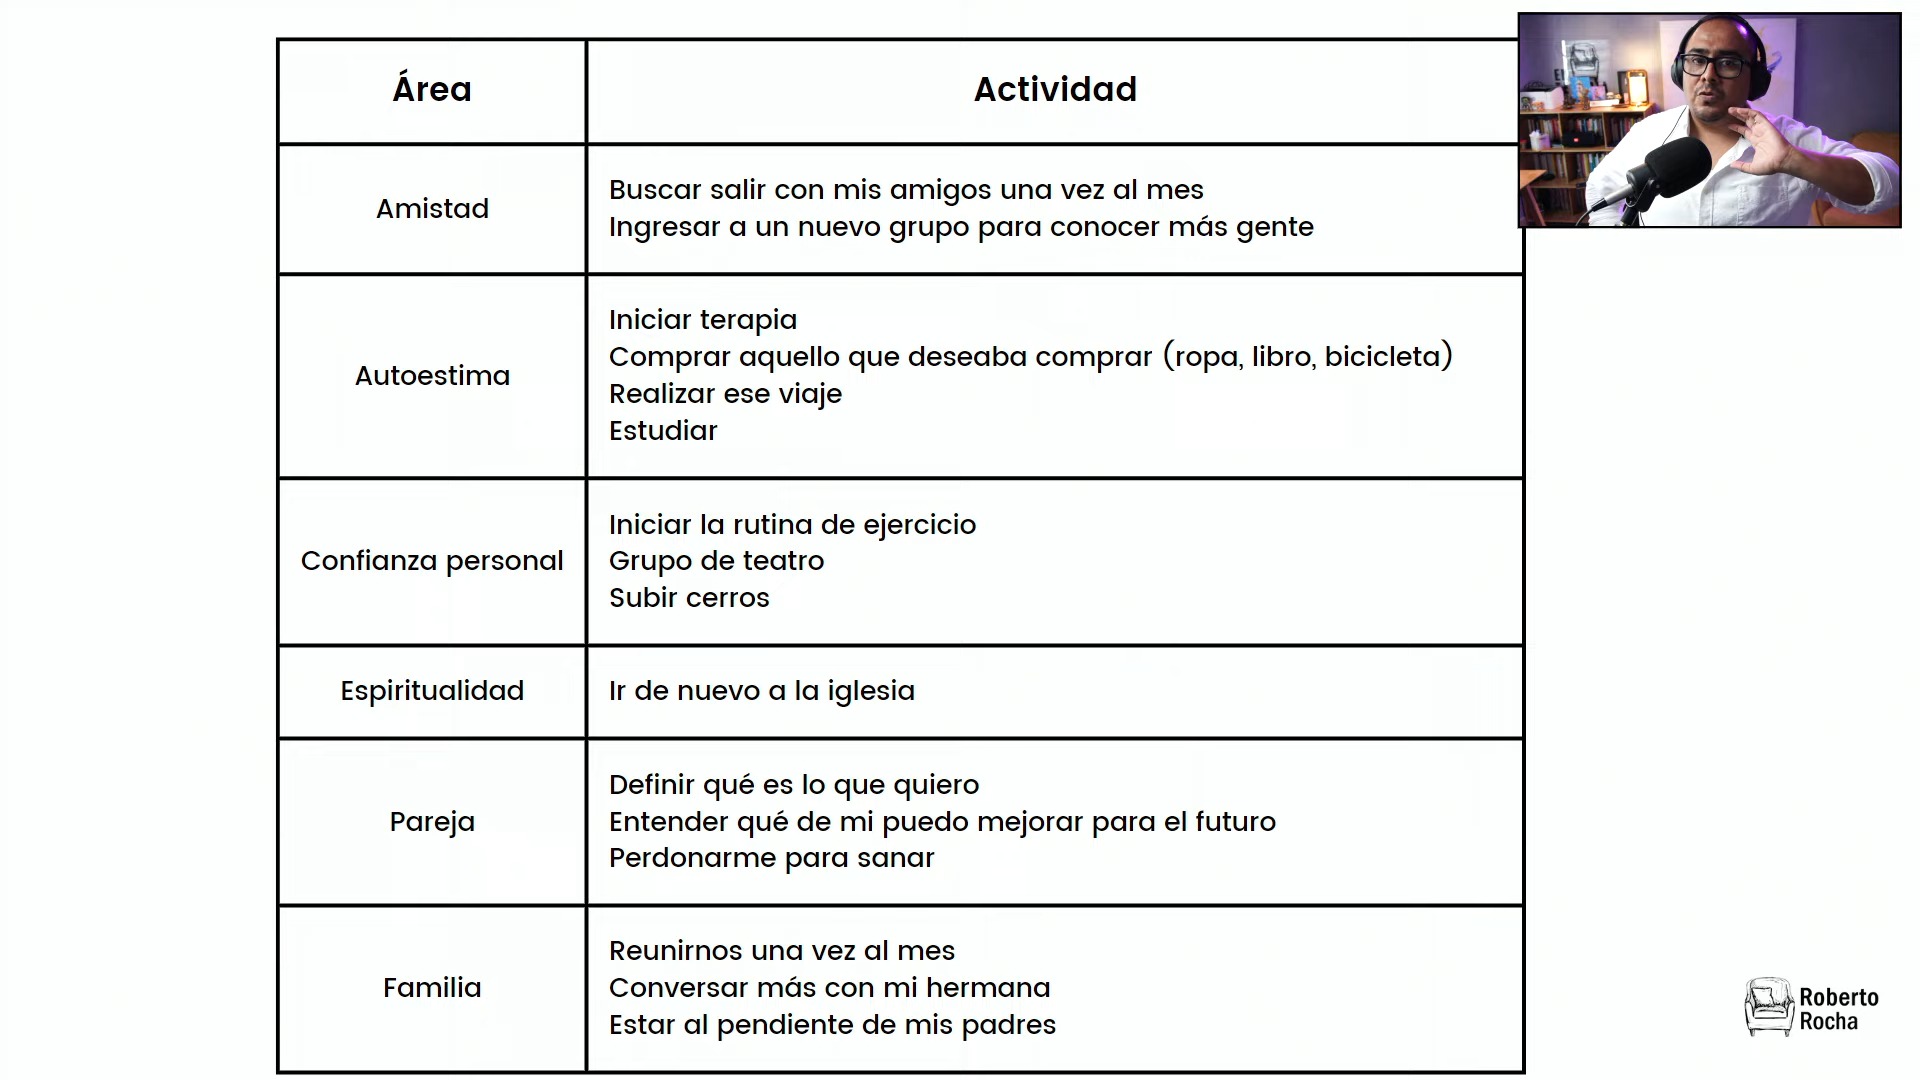 Área
Actividad
Amistad
Buscar salir con mis amigos una vez al mes
Ingresar a un nuevo grupo para conocer más gente
Autoestima
Iniciar terapia
Comprar aquello que deseaba comprar (ropa, libro, bicicleta)
Realizar ese viaje
Estudiar
Confianza personal
Iniciar la rutina de ejercicio
Grupo de teatro
Subir cerros
Espiritualidad
Ir de nuevo a la iglesia
Pareja
Definir qué es lo que quiero
Entender qué de mi puedo mejorar para el futuro
Perdonarme para sanar
Familia
Reunirnos una vez al mes
Conversar más con mi hermana
Estar al pendiente de mis padres
Roberto
Rocha